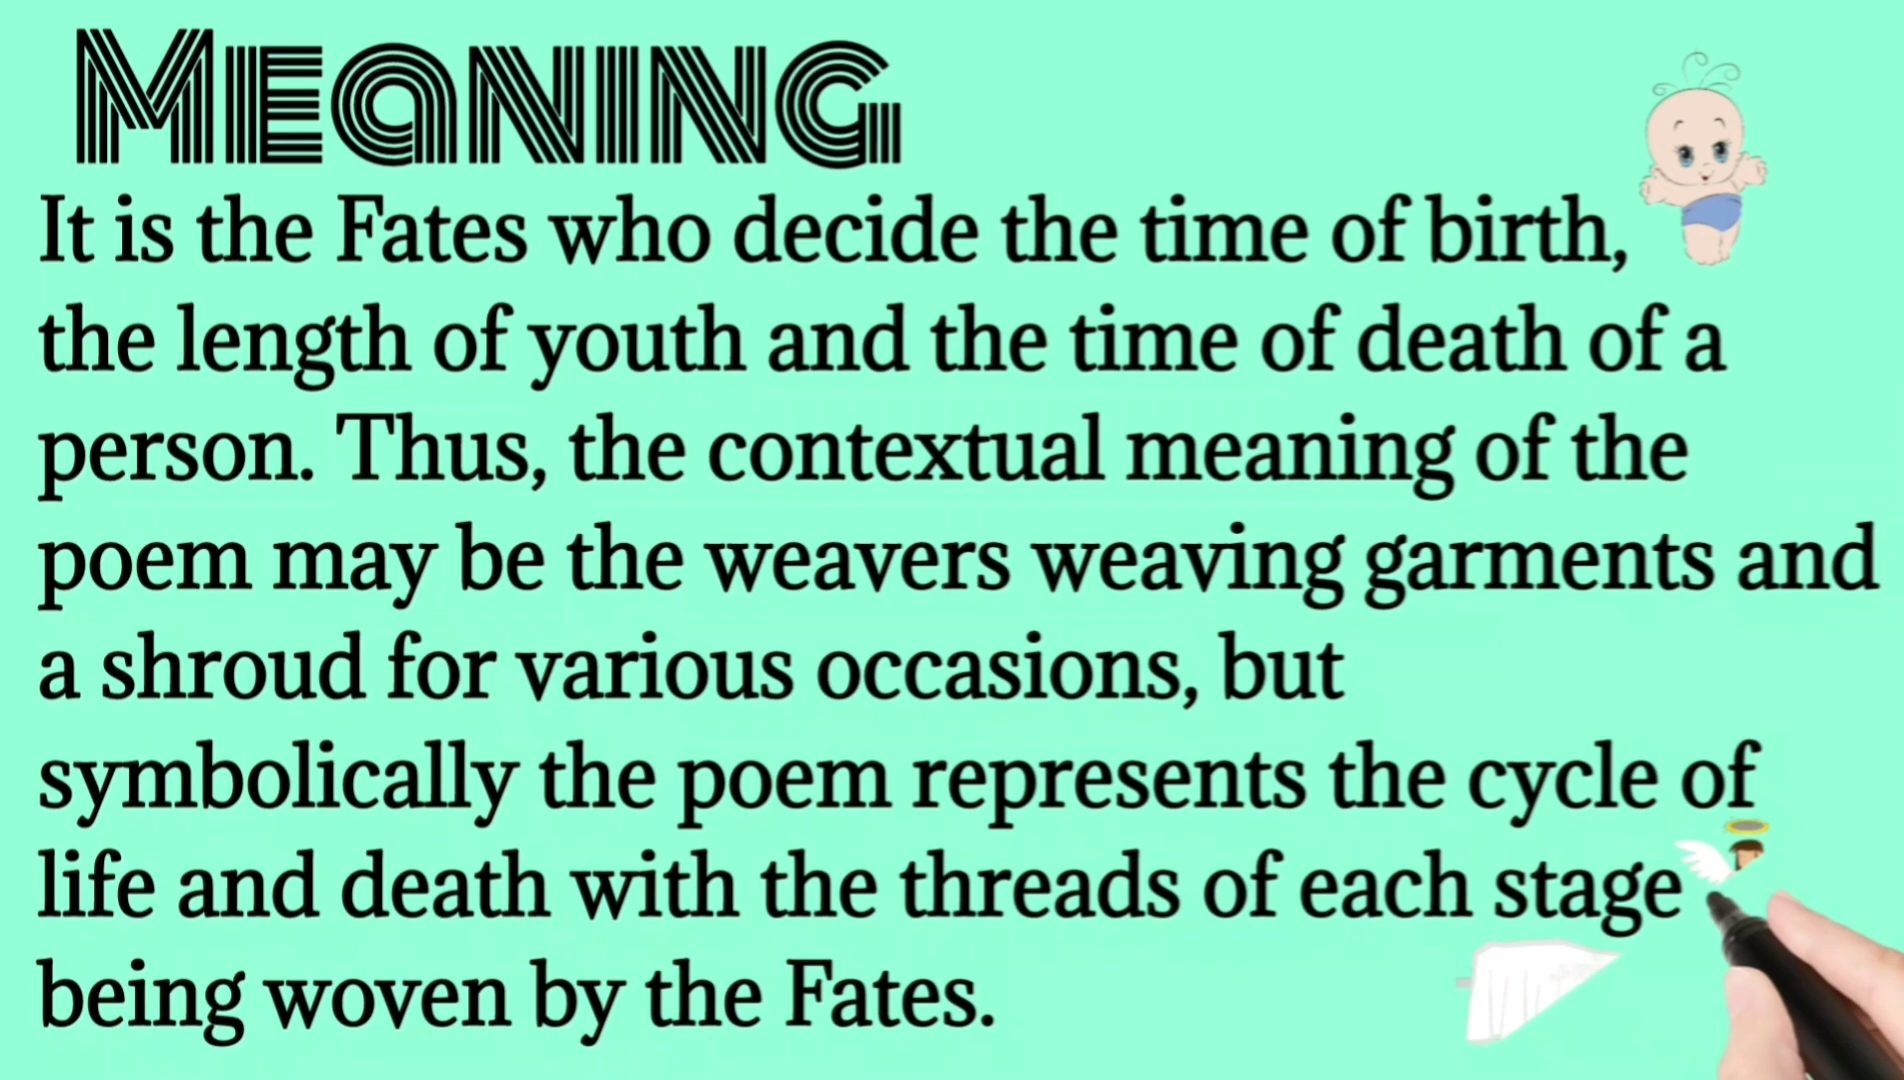 MEaNING
It is the Fates who decide the time of birth,
the length of youth and the time of death of a
person. Thus, the contextual meaning of the
poem may be the weavers weaving garments and
a shroud for various occasions, but
symbolically the poem represents the cycle of
life and death with the threads of each stage
being woven by the Fates.